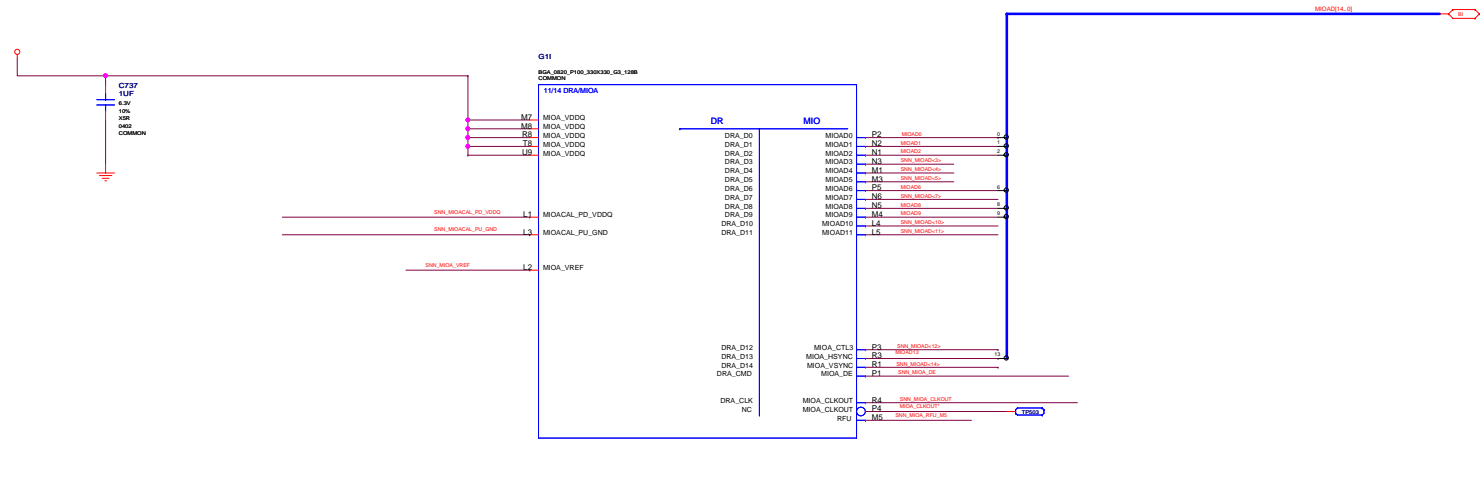 MIOAD[14..0]
BI
G1I
BGA_0820_P100_330X330_G3_128B
COMMON
11/14 DRA/MIOA
C737
1UF
6.3V
10%
X5R
0402
COMMON
DR MIO
M7 MIOA_VDDQ
M8 MIOA_VDDQ
R8 MIOA_VDDQ
T8 MIOA_VDDQ
U9 MIOA_VDDQ
DRA_D0 MIOAD0 P2 MIOAD0 0
DRA_D1 MIOAD1 N2 MIOAD1 1
DRA_D2 MIOAD2 N1 MIOAD2 2
DRA_D3 MIOAD3 N3 SNN_MIOAD<3>
DRA_D4 MIOAD4 M1 SNN_MIOAD<4>
DRA_D5 MIOAD5 M3 SNN_MIOAD<5>
DRA_D6 MIOAD6 P5 MIOAD6 6
DRA_D7 MIOAD7 N6 SNN_MIOAD<7>
DRA_D8 MIOAD8 N5 MIOAD8 8
DRA_D9 MIOAD9 M4 MIOAD9 9
DRA_D10 MIOAD10 L4 SNN_MIOAD<10>
DRA_D11 MIOAD11 L5 SNN_MIOAD<11>
SNN_MIOACAL_PD_VDDQ L1 MIOACAL_PD_VDDQ
SNN_MIOACAL_PU_GND L3 MIOACAL_PU_GND
SNN_MIOA_VREF L2 MIOA_VREF
DRA_D12 MIOA_CTL3 P3 SNN_MIOAD<12>
DRA_D13 MIOA_HSYNC R3 MIOAD13 13
DRA_D14 MIOA_VSYNC R1 SNN_MIOAD<14>
DRA_CMD MIOA_DE P1 SNN_MIOA_DE
DRA_CLK MIOA_CLKOUT R4 SNN_MIOA_CLKOUT
NC MIOA_CLKOUT P4 MIOA_CLKOUT* TP503
RFU M5 SNN_MIOA_RFU_M5